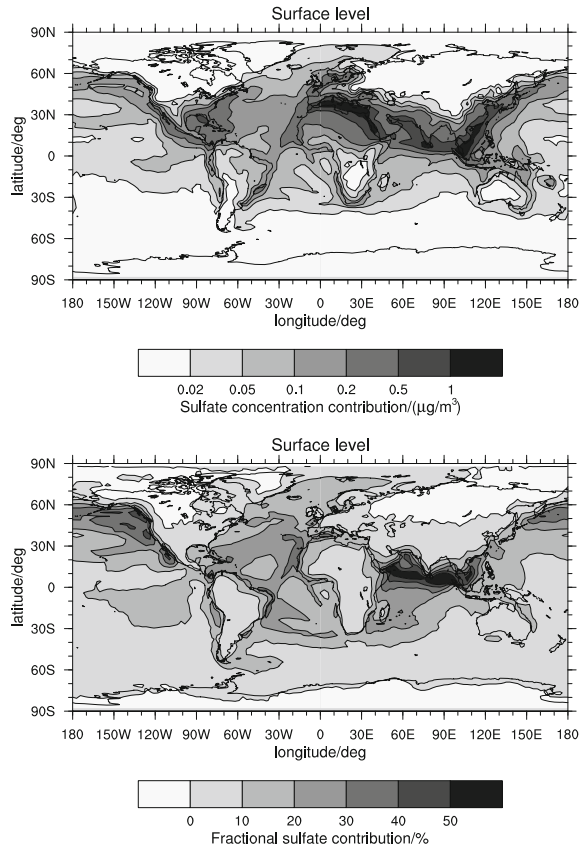 Surface level
90N
60N
30N
0
30S
60S
90S
latitude/deg
180 150W 120W 90W 60W 30W 0 30E 60E 90E 120E 150E 180
longitude/deg
0.02 0.05 0.1 0.2 0.5 1
Sulfate concentration contribution/(μg/m³)
Surface level
90N
60N
30N
0
30S
60S
90S
latitude/deg
180 150W 120W 90W 60W 30W 0 30E 60E 90E 120E 150E 180
longitude/deg
0 10 20 30 40 50
Fractional sulfate contribution/%